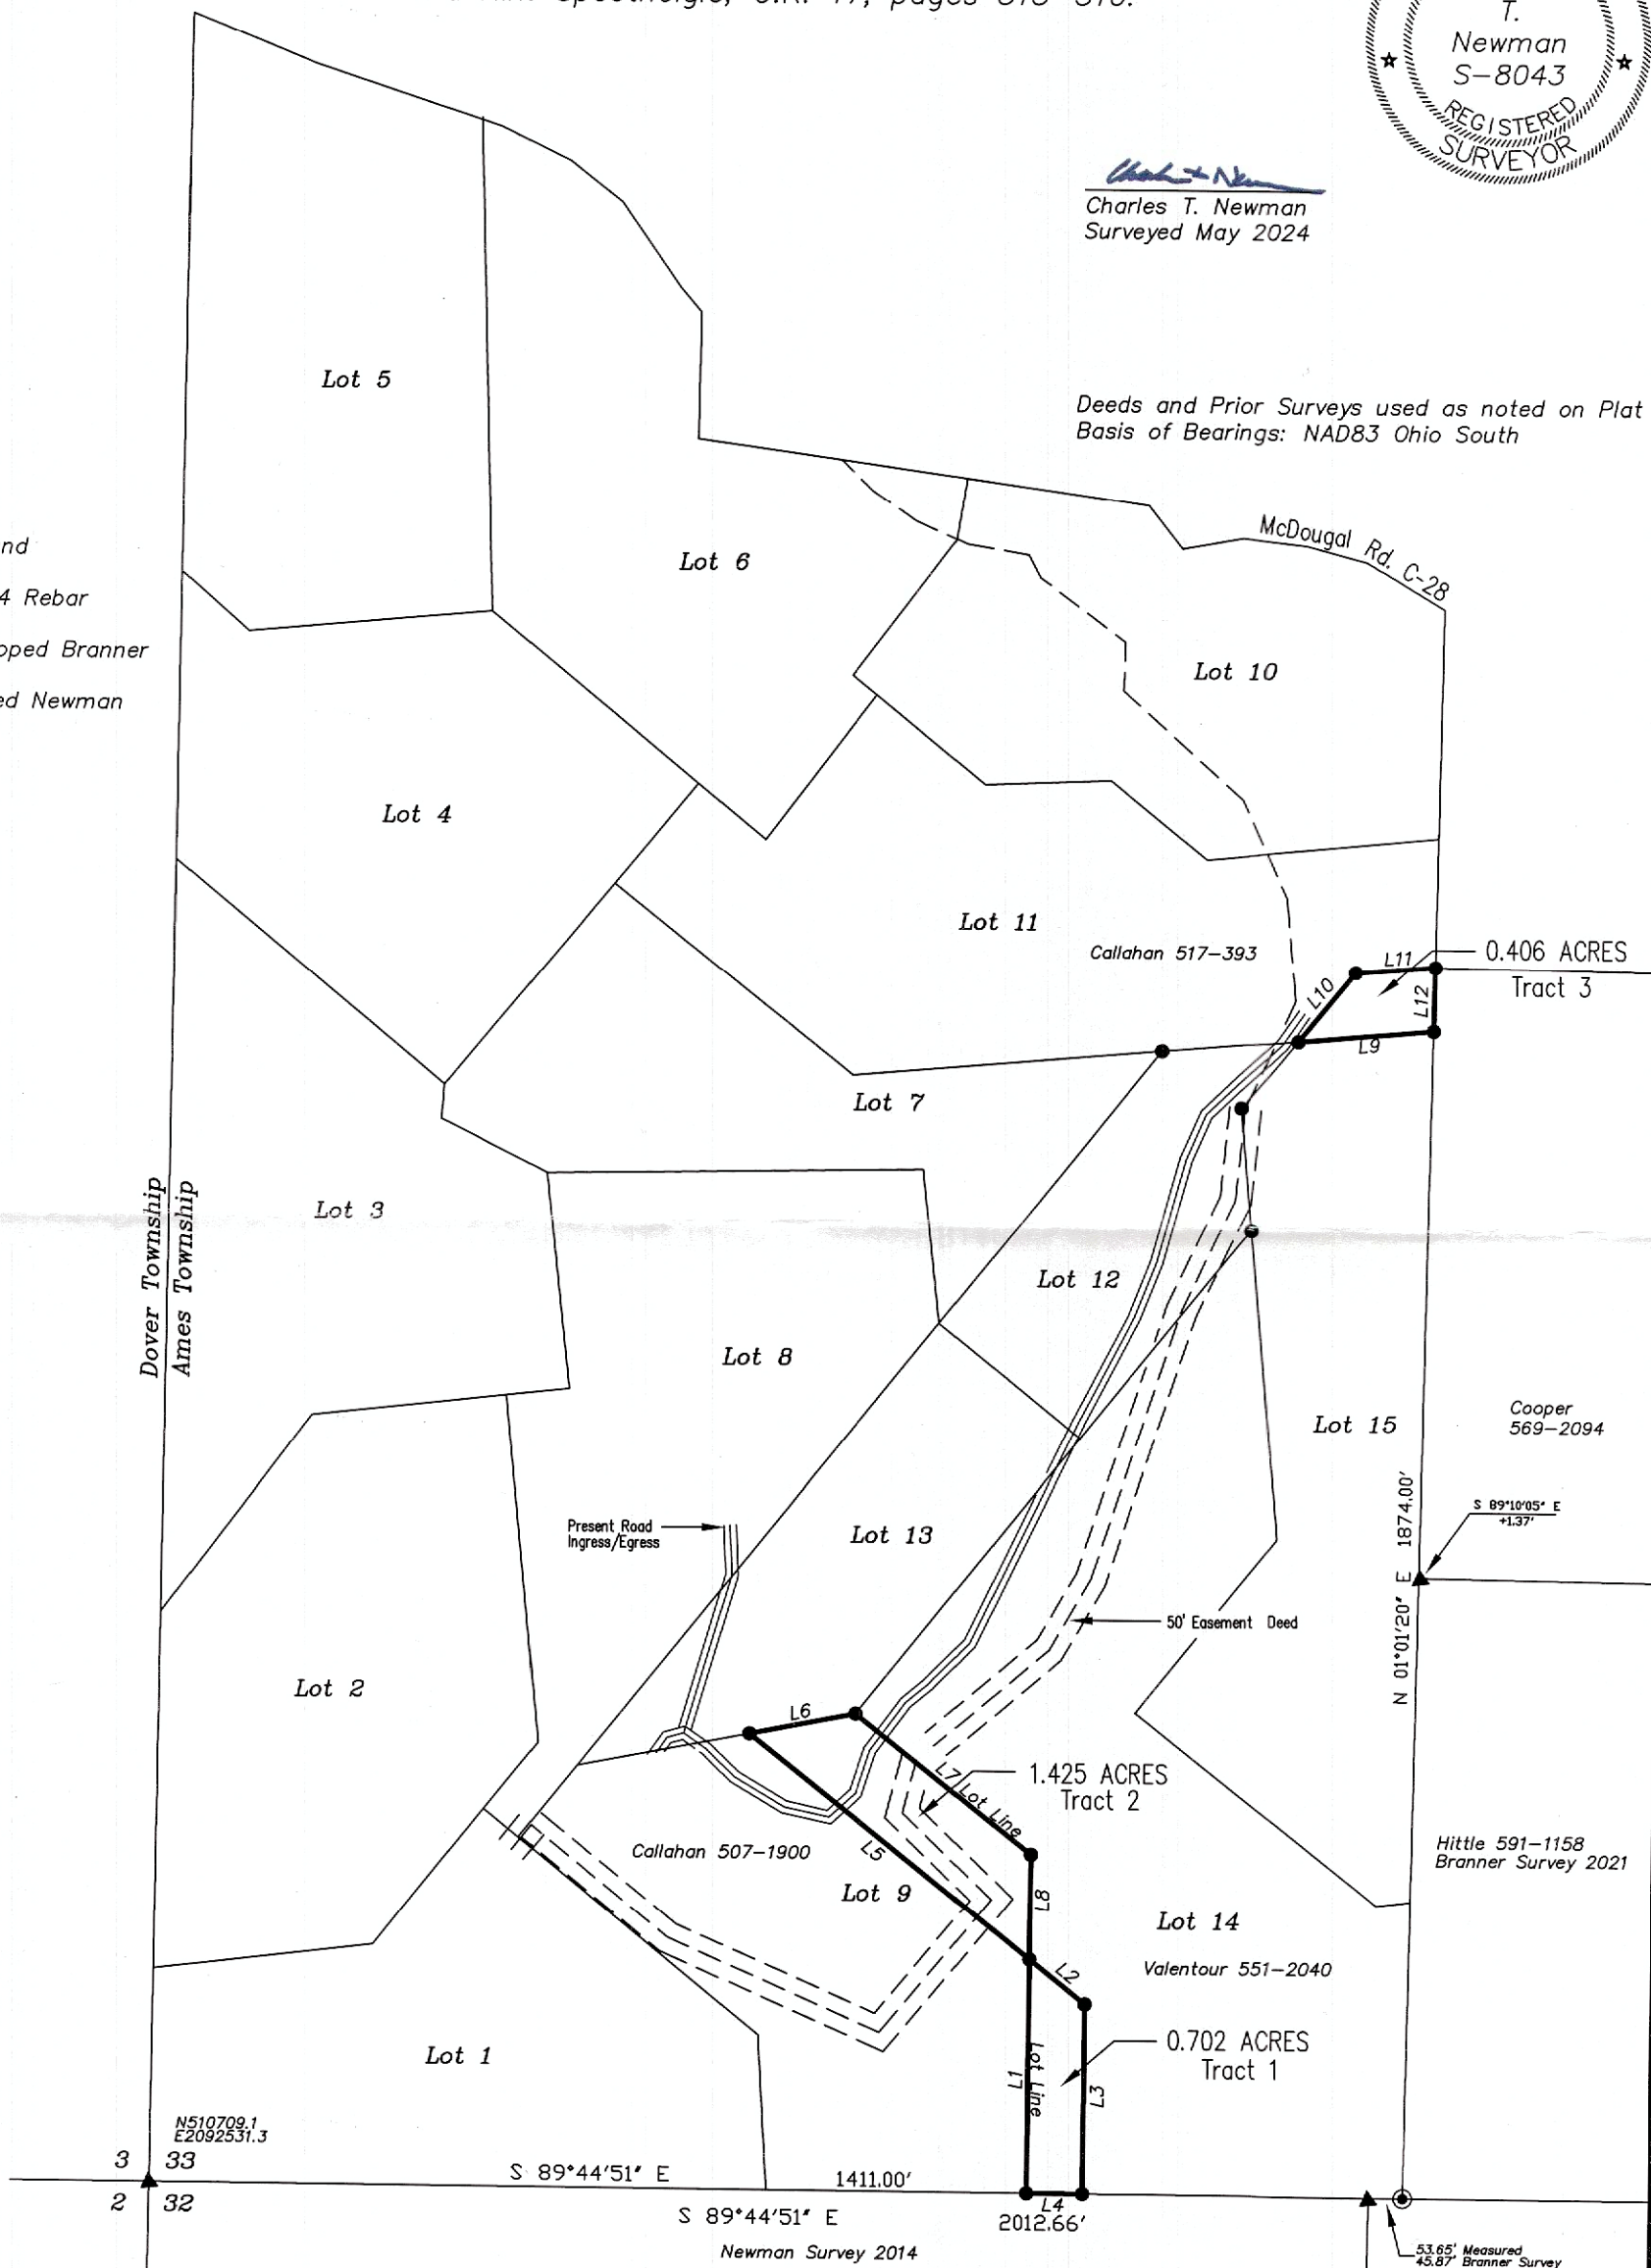 T.
Newman
S-8043
REGISTERED
SURVEYOR
Charles T. Newman
Surveyed May 2024
Lot 5
Deeds and Prior Surveys used as noted on Plat
Basis of Bearings: NAD83 Ohio South
McDougal Rd. C-28
nd
Lot 6
4 Rebar
pped Branner
Lot 10
ed Newman
Lot 4
Lot 11
Callahan 517-393
L11
0.406 ACRES
Tract 3
L10
L12
L9
Lot 7
Dover Township
Ames Township
Lot 3
Lot 12
Lot 8
Cooper
569-2094
Lot 15
N 01°01'20" E 1874.00'
S 89°10'05" E
+1.37'
Present Road
Ingress/Egress
Lot 13
50' Easement Deed
Lot 2
L6
L7 Lot Line
1.425 ACRES
Tract 2
Callahan 507-1900
L5
Hittle 591-1158
Branner Survey 2021
Lot 9
L8
Lot 14
L2
Valentour 551-2040
Lot 1
0.702 ACRES
Tract 1
L1
Lot Line
L3
N510709.1
E2092531.3
3 33
2 32
S 89°44'51" E
1411.00'
L4
S 89°44'51" E
2012.66'
Newman Survey 2014
53.65' Measured
45.87' Branner Survey